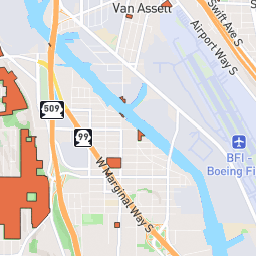 Van Assett
Swift Ave S
Airport Way S
509
99
BFI -
Boeing Fi
W Marginal Way S